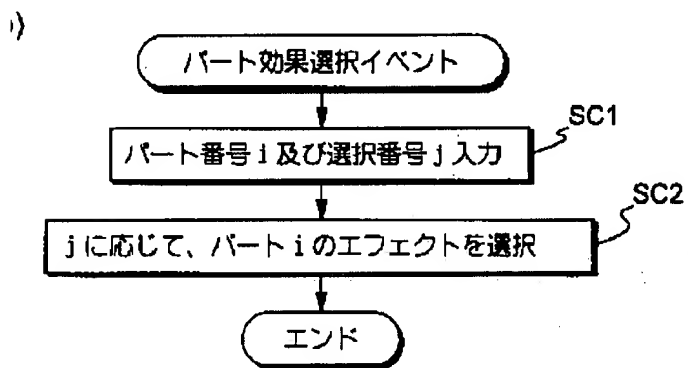 )
パート効果選択イベント
SC1
パート番号i及び選択番号j入力
SC2
jに応じて、パートiのエフェクトを選択
エンド